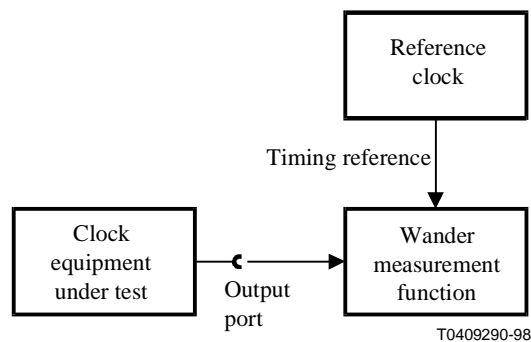 Reference
clock
Timing reference
Clock
equipment
under test
Output
port
Wander
measurement
function
T0409290-98